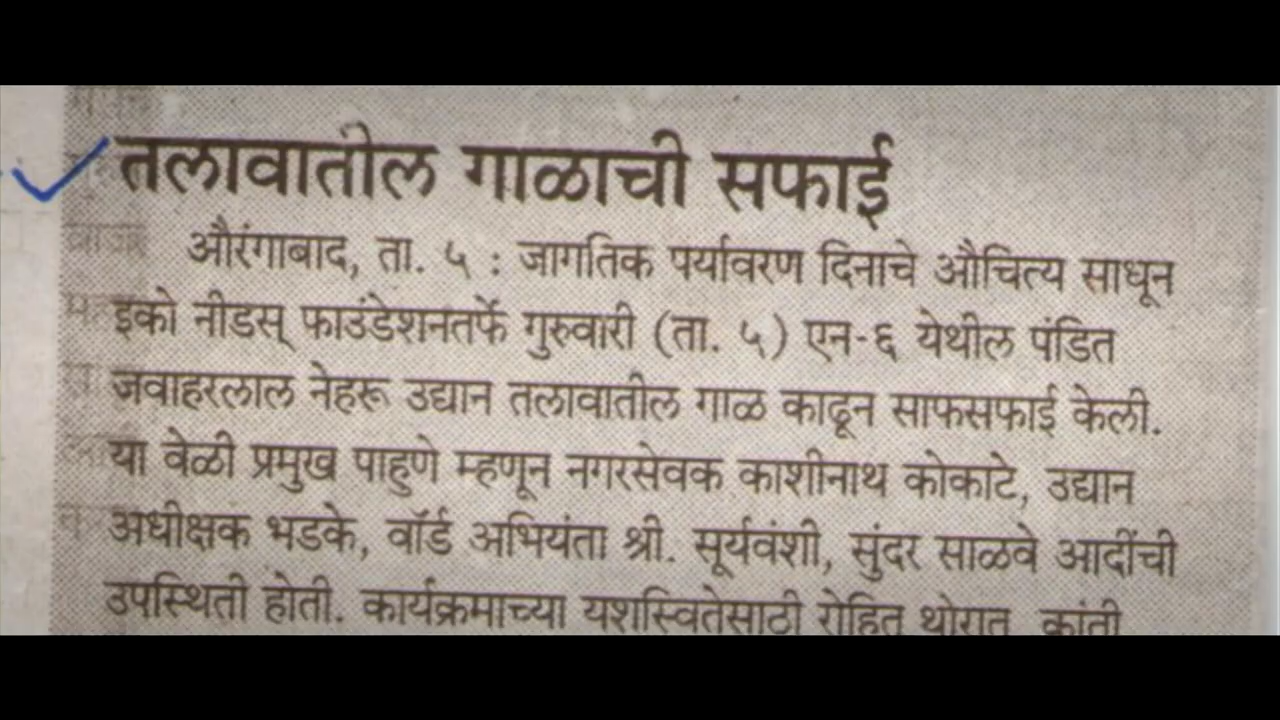 तलावातील गाळाची सफाई
औरंगाबाद, ता. ५ : जागतिक पर्यावरण दिनाचे औचित्य साधून
इको नीडस् फाउंडेशनतर्फे गुरुवारी (ता. ५) एन-६ येथील पंडित
जवाहरलाल नेहरू उद्यान तलावातील गाळ काढून साफसफाई केली.
या वेळी प्रमुख पाहुणे म्हणून नगरसेवक काशीनाथ कोकाटे, उद्यान
अधीक्षक भडके, वॉर्ड अभियंता श्री. सूर्यवंशी, सुंदर साळवे आदींची
उपस्थिती होती. कार्यक्रमाच्या यशस्वितेसाठी रोहित थोरात, कांती